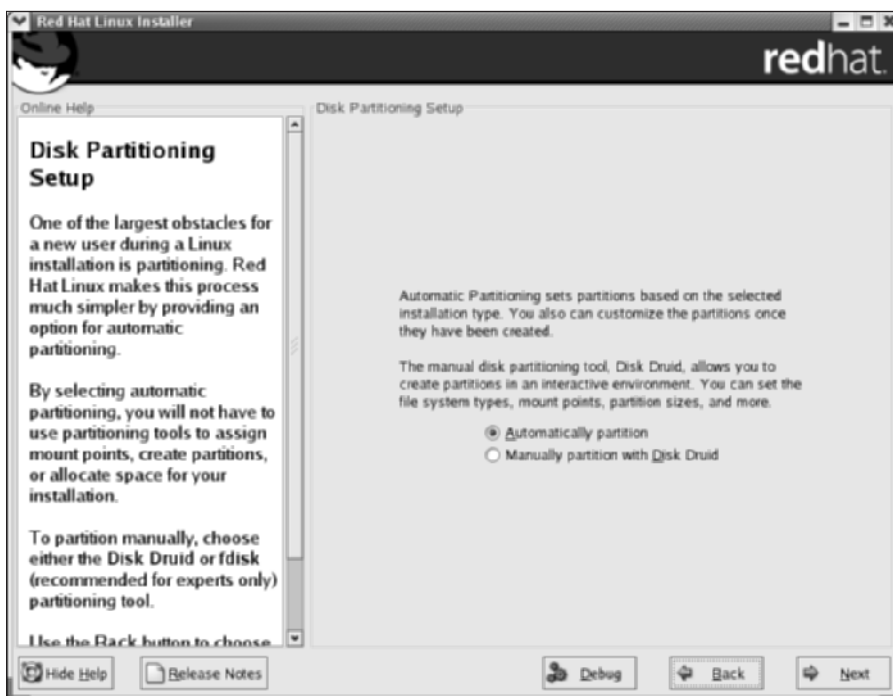 Red Hat Linux Installer
redhat.
Online Help
Disk Partitioning
Setup
One of the largest obstacles for
a new user during a Linux
installation is partitioning. Red
Hat Linux makes this process
much simpler by providing an
option for automatic
partitioning.
By selecting automatic
partitioning, you will not have to
use partitioning tools to assign
mount points, create partitions,
or allocate space for your
installation.
To partition manually, choose
either the Disk Druid or fdisk
(recommended for experts only)
partitioning tool.
Use the Back button to choose
Disk Partitioning Setup
Automatic Partitioning sets partitions based on the selected
installation type. You also can customize the partitions once
they have been created.
The manual disk partitioning tool, Disk Druid, allows you to
create partitions in an interactive environment. You can set the
file system types, mount points, partition sizes, and more.
Automatically partition
Manually partition with Disk Druid
Hide Help
Release Notes
Debug
Back
Next